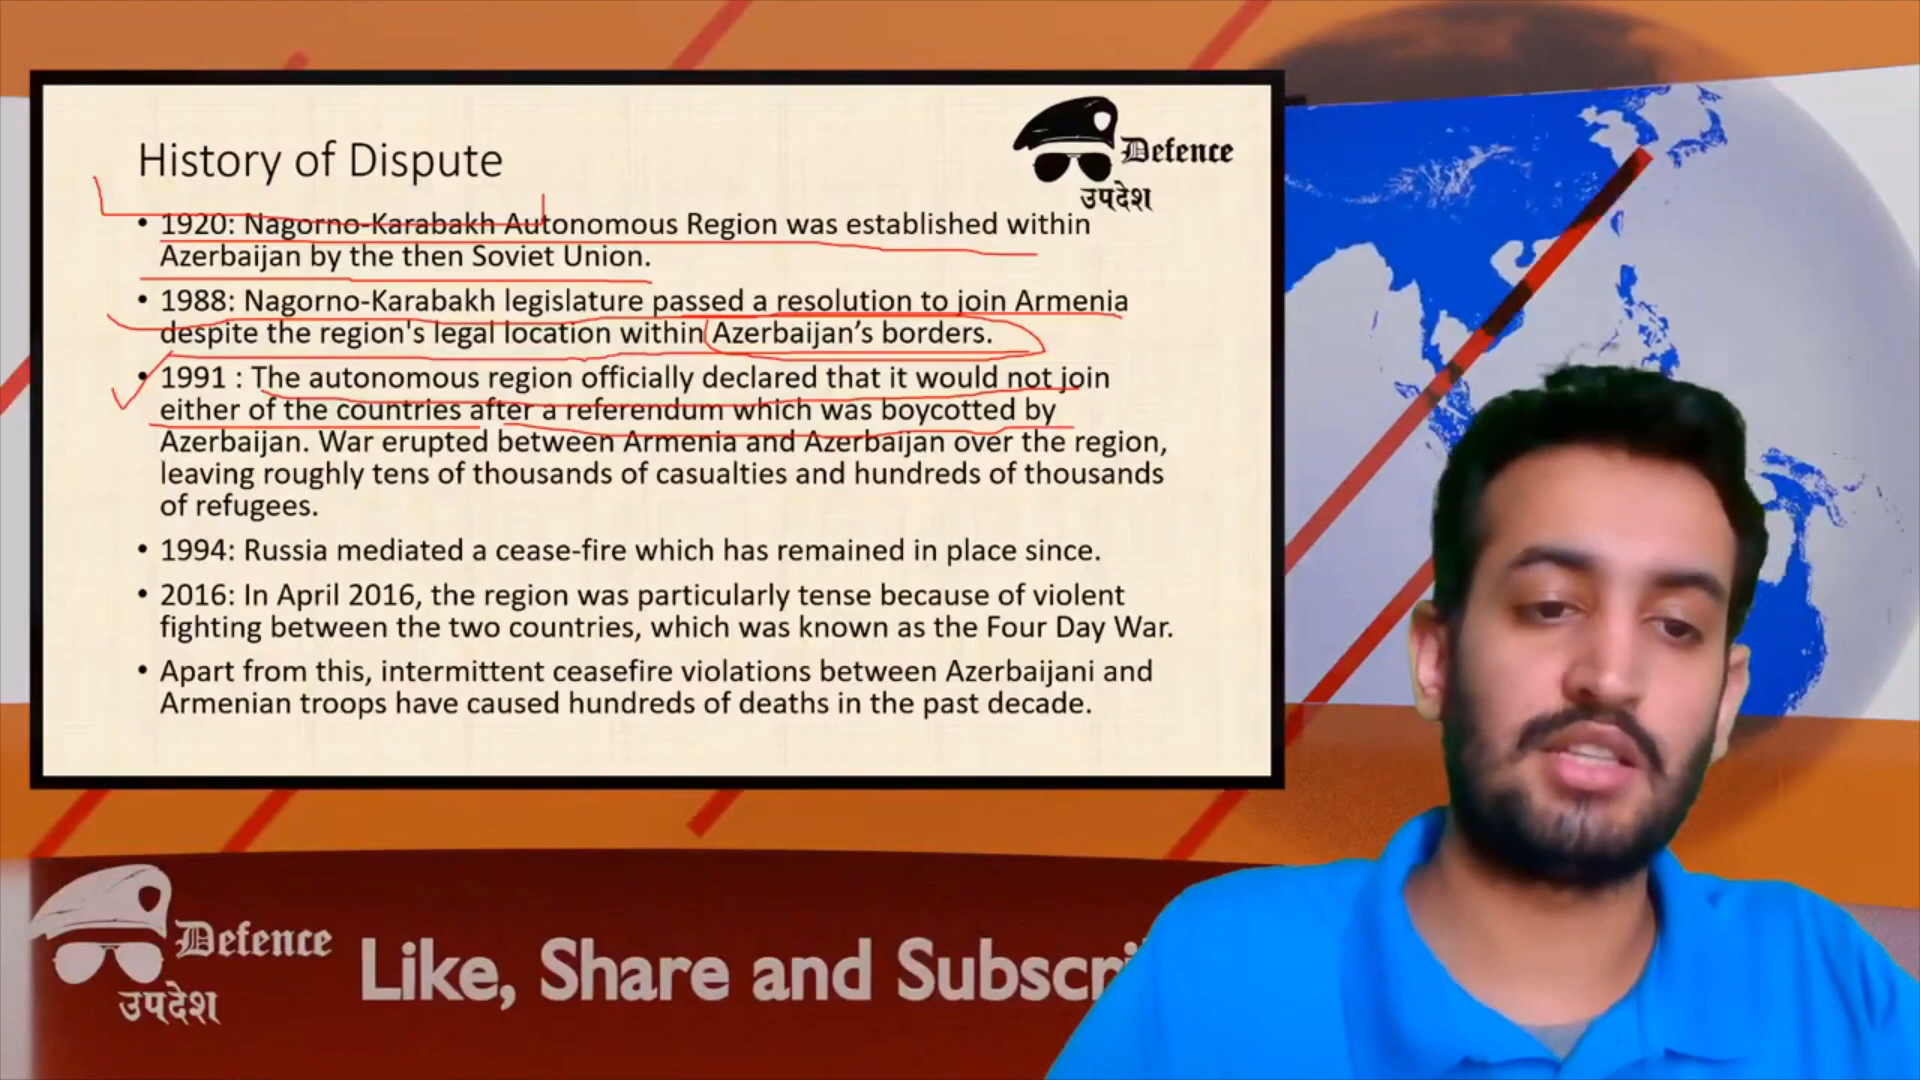 History of Dispute
Defence
उपदेश
• 1920: Nagorno-Karabakh Autonomous Region was established within
Azerbaijan by the then Soviet Union.
• 1988: Nagorno-Karabakh legislature passed a resolution to join Armenia
despite the region's legal location within Azerbaijan's borders.
• 1991 : The autonomous region officially declared that it would not join
either of the countries after a referendum which was boycotted by
Azerbaijan. War erupted between Armenia and Azerbaijan over the region,
leaving roughly tens of thousands of casualties and hundreds of thousands
of refugees.
• 1994: Russia mediated a cease-fire which has remained in place since.
• 2016: In April 2016, the region was particularly tense because of violent
fighting between the two countries, which was known as the Four Day War.
• Apart from this, intermittent ceasefire violations between Azerbaijani and
Armenian troops have caused hundreds of deaths in the past decade.
Defence
उपदेश
Like, Share and Subscri